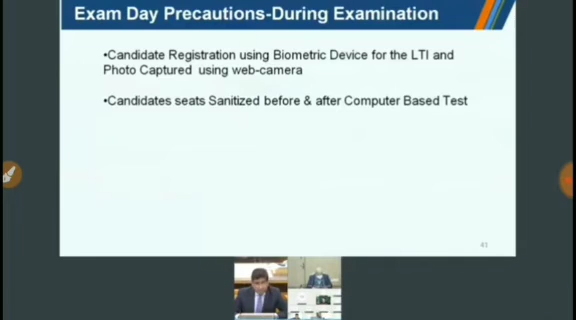 Exam Day Precautions-During Examination
•Candidate Registration using Biometric Device for the LTI and
Photo Captured using web-camera
•Candidates seats Sanitized before & after Computer Based Test
41